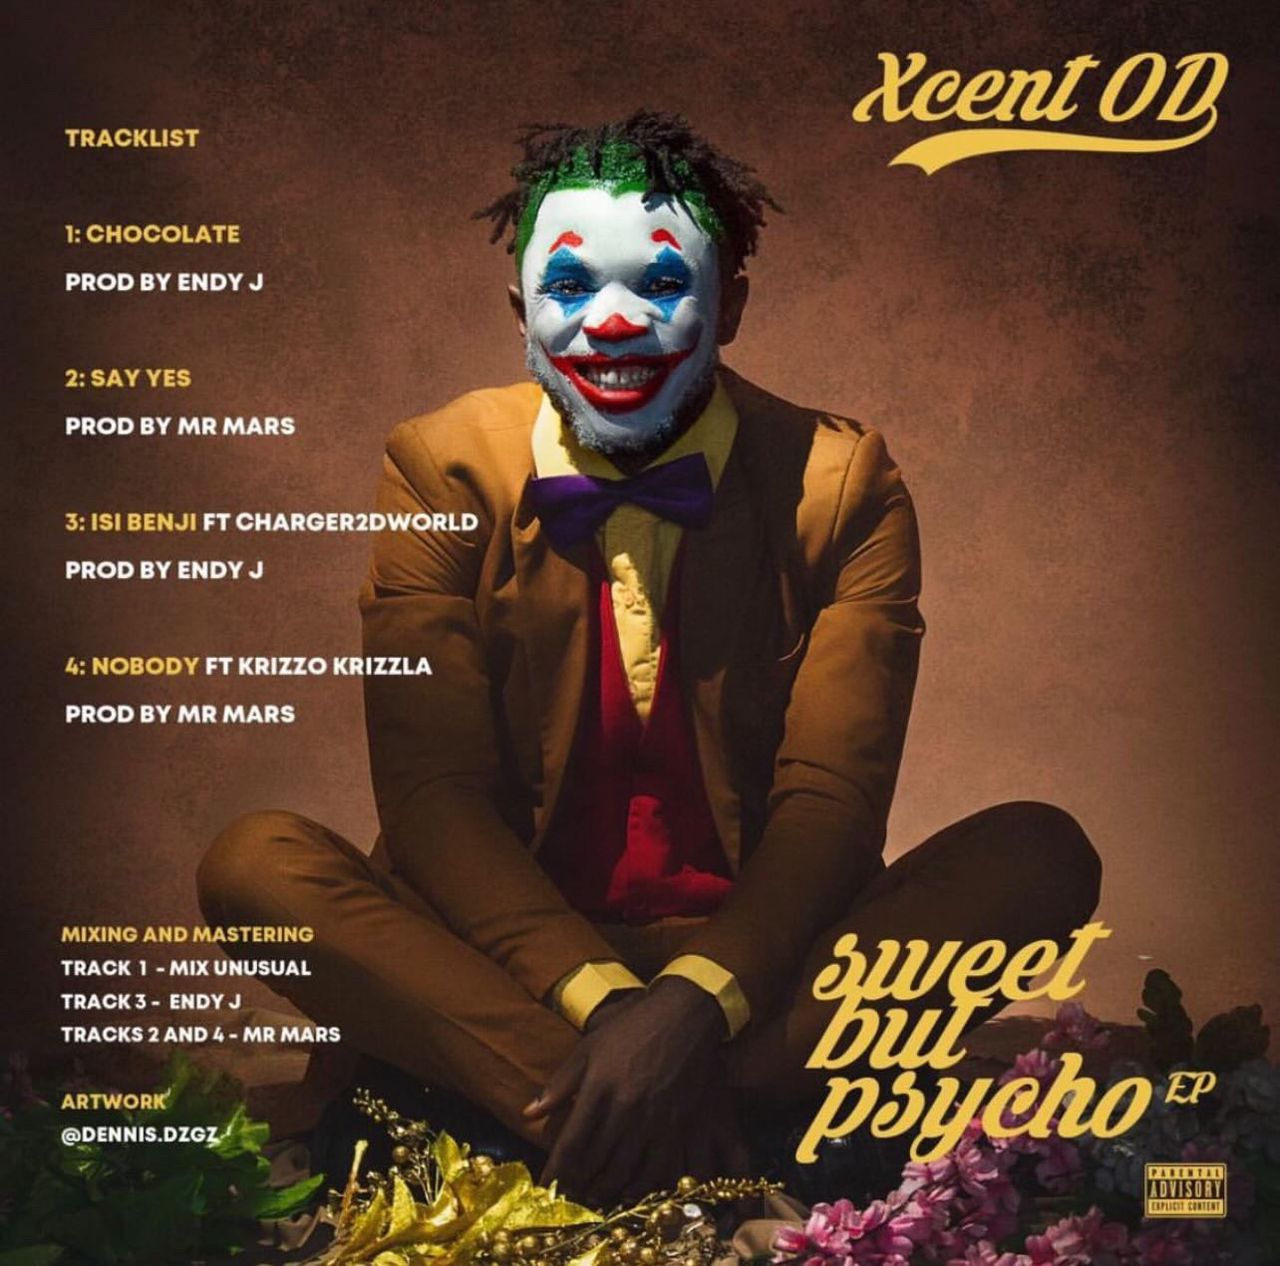 Xcent OD
TRACKLIST
1: CHOCOLATE
PROD BY ENDY J
2: SAY YES
PROD BY MR MARS
3: ISI BENJI FT CHARGER2DWORLD
PROD BY ENDY J
4: NOBODY FT KRIZZO KRIZZLA
PROD BY MR MARS
MIXING AND MASTERING
TRACK 1 - MIX UNUSUAL
TRACK 3 - ENDY J
TRACKS 2 AND 4 - MR MARS
ARTWORK
@DENNIS.DZGZ
sweet
but
psycho EP
PARENTAL
ADVISORY
EXPLICIT CONTENT